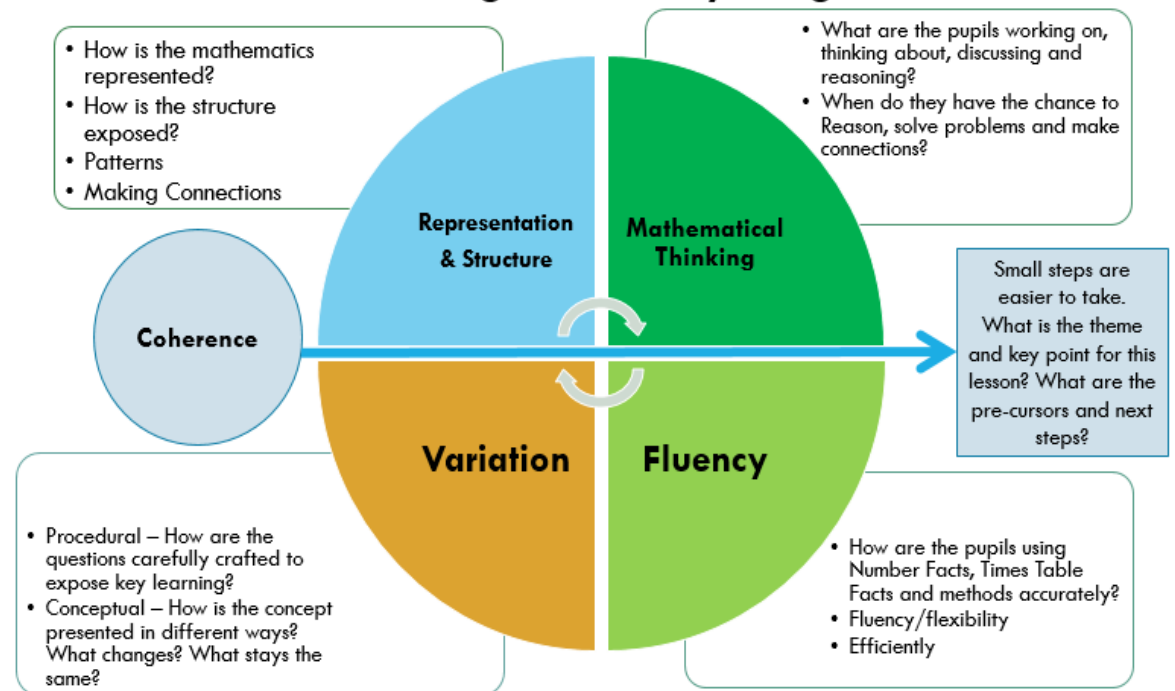 • How is the mathematics
represented?
• How is the structure
exposed?
• Patterns
• Making Connections
• What are the pupils working on,
thinking about, discussing and
reasoning?
• When do they have the chance to
Reason, solve problems and make
connections?
Representation
& Structure
Mathematical
Thinking
Coherence
Small steps are
easier to take.
What is the theme
and key point for this
lesson? What are the
pre-cursors and next
steps?
Variation
Fluency
• Procedural – How are the
questions carefully crafted to
expose key learning?
• Conceptual – How is the concept
presented in different ways?
What changes? What stays the
same?
• How are the pupils using
Number Facts, Times Table
Facts and methods accurately?
• Fluency/flexibility
• Efficiently